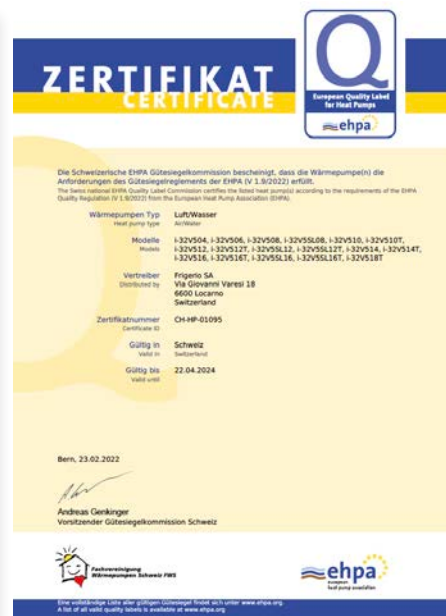 ZERTIFIKAT
CERTIFICATE
Q
European Quality Label
for Heat Pumps
ehpa
Die Schweizerische EHPA Gütesiegelkommission bescheinigt, dass die Wärmepumpe(n) die
Anforderungen des Gütesiegelreglements der EHPA (V 1.9/2022) erfüllt.
The Swiss national EHPA Quality Label Commission certifies the listed heat pump(s) according to the requirements of the EHPA
Quality Regulation (V 1.9/2022) from the European Heat Pump Association (EHPA).
Wärmepumpen Typ Luft/Wasser
Heat pump type Air/Water
Modelle i-32V504, i-32V506, i-32V508, i-32V5SL08, i-32V510, i-32V510T,
Models i-32V512, i-32V512T, i-32V5SL12, i-32V5SL12T, i-32V514, i-32V514T,
i-32V516, i-32V516T, i-32V5SL16, i-32V5SL16T, i-32V518T
Vertreiber Frigerio SA
Distributed by Via Giovanni Varesi 18
6600 Locarno
Switzerland
Zertifikatnummer CH-HP-01095
Certificate ID
Gültig in Schweiz
Valid in Switzerland
Gültig bis 22.04.2024
Valid until
Bern, 23.02.2022
Andreas Genkinger
Vorsitzender Gütesiegelkommission Schweiz
Fachvereinigung
Wärmepumpen Schweiz FWS
ehpa
european
heat pump association
Eine vollständige Liste aller gültigen Gütesiegel findet sich unter www.ehpa.org.
A list of all valid quality labels is available at www.ehpa.org